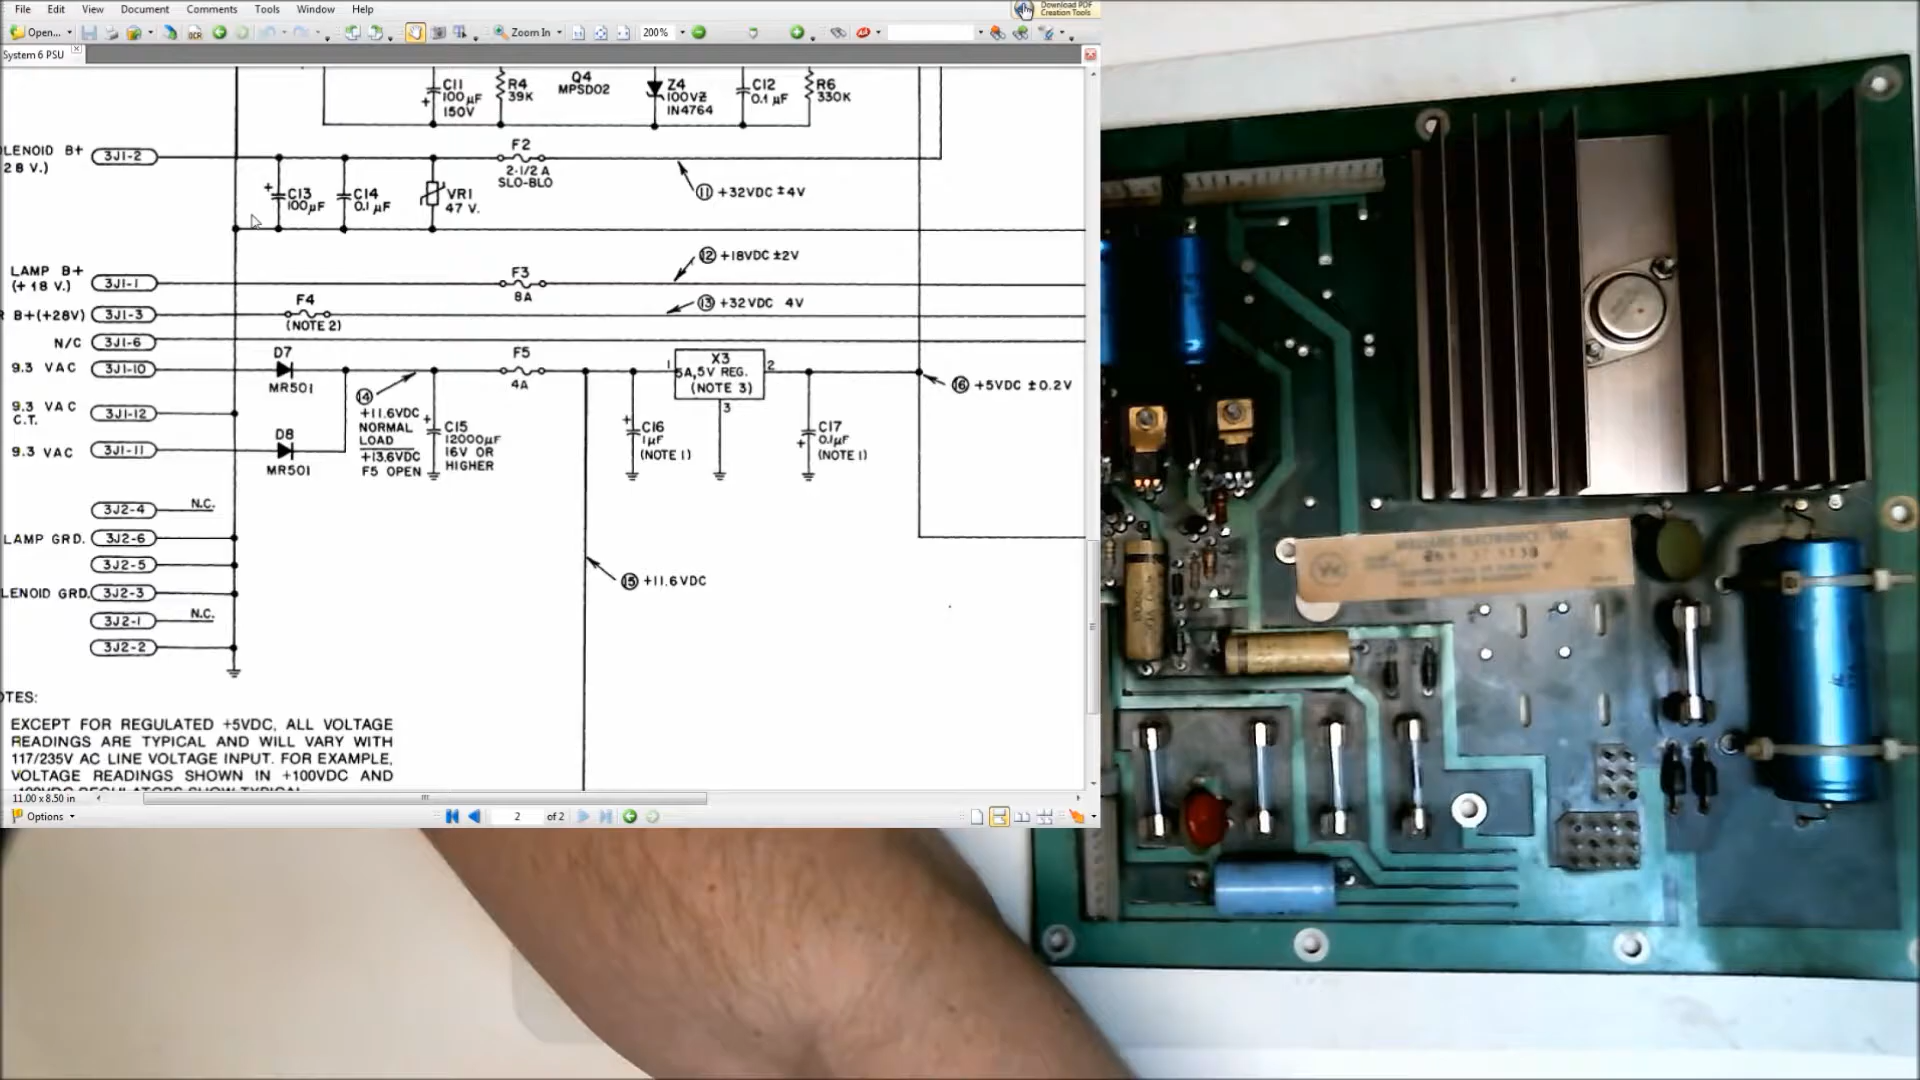 File Edit View Document Comments Tools Window Help
Download PDF
Creation Tools
Open... Zoom In 200%
System 6 PSU
C11
100µF
150V
R4
39K
Q4
MPSD02
Z4
100VZ
IN4764
C12
0.1µF
R6
330K
LENOID B+
28 V.)
3J1-2
F2
2-1/2 A
SLO-BLO
C13
100µF
C14
0.1µF
VR1
47 V.
11 +32VDC ±4V
12 +18VDC ±2V
LAMP B+
(+ 18 V.)
3J1-1
F3
8A
F4
(NOTE 2)
13 +32VDC 4V
B+(+28V) 3J1-3
N/C 3J1-6
9.3 VAC 3J1-10
D7
MR501
F5
4A
1
X3
5A,5V REG.
(NOTE 3)
2
3
16 +5VDC ±0.2V
9.3 VAC
C.T.
3J1-12
14
+11.6VDC
NORMAL
LOAD
+13.6VDC
F5 OPEN
C15
12000µF
16V OR
HIGHER
C16
1µF
(NOTE 1)
C17
0.1µF
(NOTE 1)
9.3 VAC 3J1-11
D8
MR501
3J2-4 N.C.
LAMP GRD. 3J2-6
3J2-5
LENOID GRD. 3J2-3
3J2-1 N.C.
3J2-2
15 +11.6VDC
OTES:
EXCEPT FOR REGULATED +5VDC, ALL VOLTAGE
READINGS ARE TYPICAL AND WILL VARY WITH
117/235V AC LINE VOLTAGE INPUT. FOR EXAMPLE,
VOLTAGE READINGS SHOWN IN +100VDC AND
11.00 x 8.50 in
Options 2 of 2